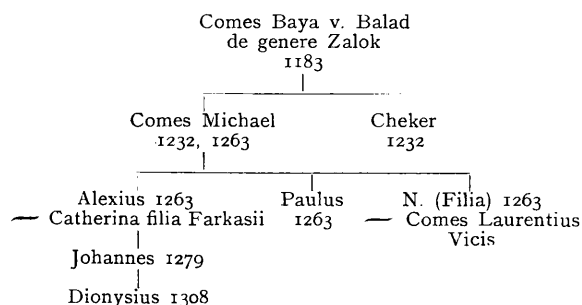 Comes Baya v. Balad
de genere Zalok
1183
Comes Michael Cheker
1232, 1263 1232
Alexius 1263 Paulus N. (Filia) 1263
Catherina filia Farkasii 1263 Comes Laurentius
Vicis
Johannes 1279
Dionysius 1308